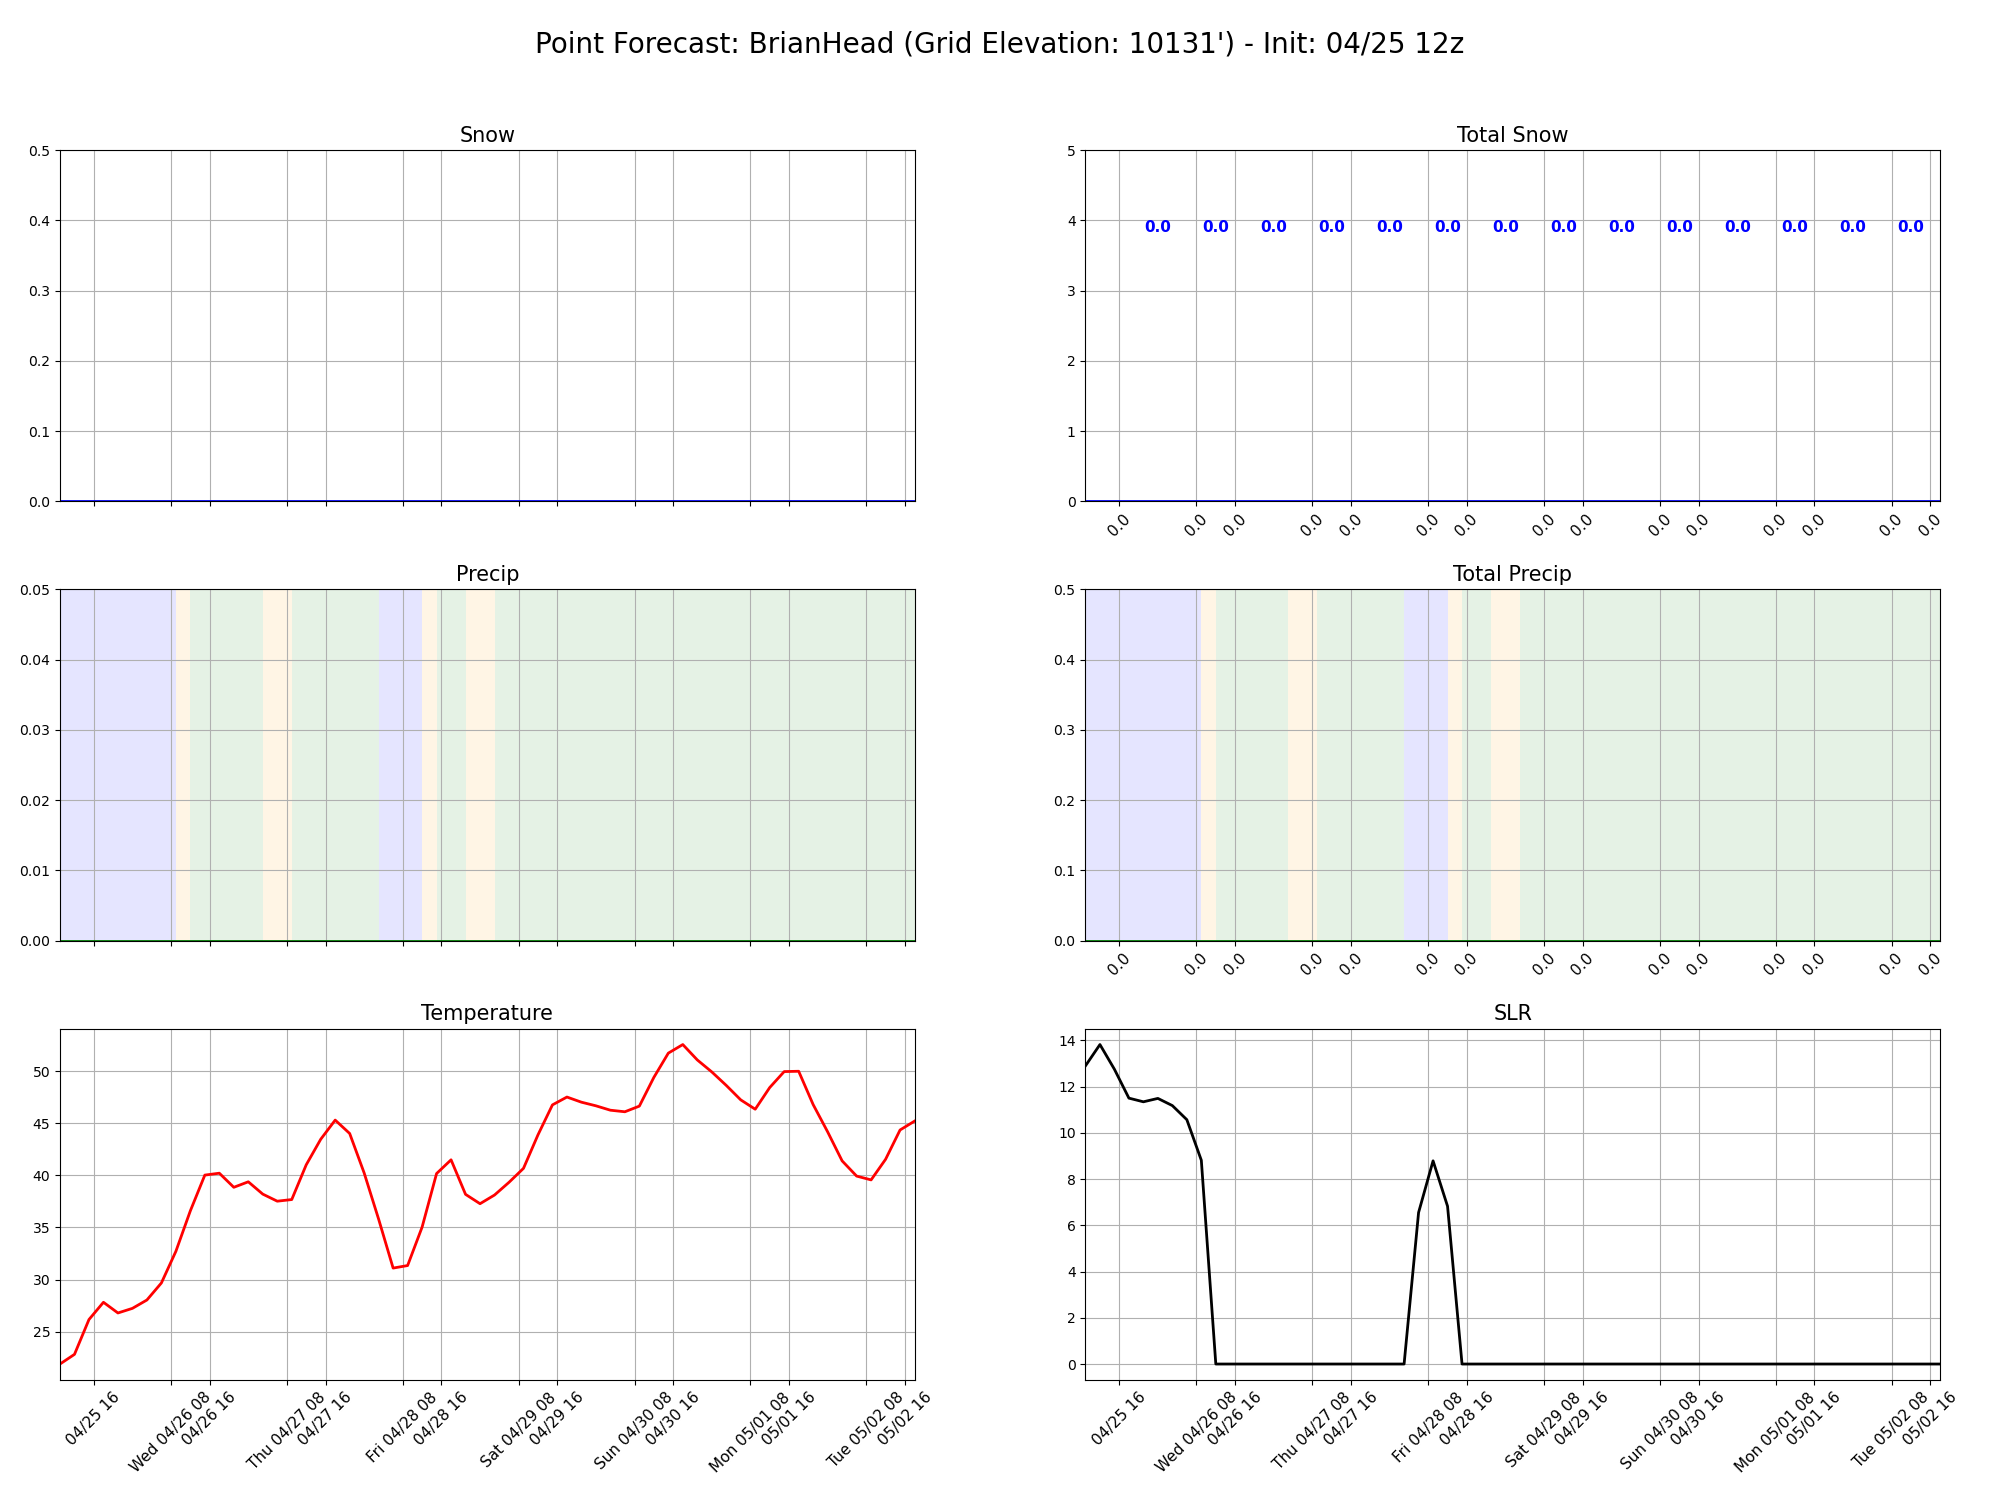 Point Forecast: BrianHead (Grid Elevation: 10131') - Init: 04/25 12z
Snow
0.5
0.4
0.3
0.2
0.1
0.0
Total Snow
5
4
3
2
1
0
0.0 0.0 0.0 0.0 0.0 0.0 0.0 0.0 0.0 0.0 0.0 0.0 0.0 0.0
0.0 0.0 0.0 0.0 0.0 0.0 0.0 0.0 0.0 0.0 0.0 0.0 0.0 0.0 0.0
Precip
0.05
0.04
0.03
0.02
0.01
0.00
Total Precip
0.5
0.4
0.3
0.2
0.1
0.0
0.0 0.0 0.0 0.0 0.0 0.0 0.0 0.0 0.0 0.0 0.0 0.0 0.0 0.0 0.0
Temperature
50
45
40
35
30
25
04/25 16
Wed 04/26 08
04/26 16
Thu 04/27 08
04/27 16
Fri 04/28 08
04/28 16
Sat 04/29 08
04/29 16
Sun 04/30 08
04/30 16
Mon 05/01 08
05/01 16
Tue 05/02 08
05/02 16
SLR
14
12
10
8
6
4
2
0
04/25 16
Wed 04/26 08
04/26 16
Thu 04/27 08
04/27 16
Fri 04/28 08
04/28 16
Sat 04/29 08
04/29 16
Sun 04/30 08
04/30 16
Mon 05/01 08
05/01 16
Tue 05/02 08
05/02 16